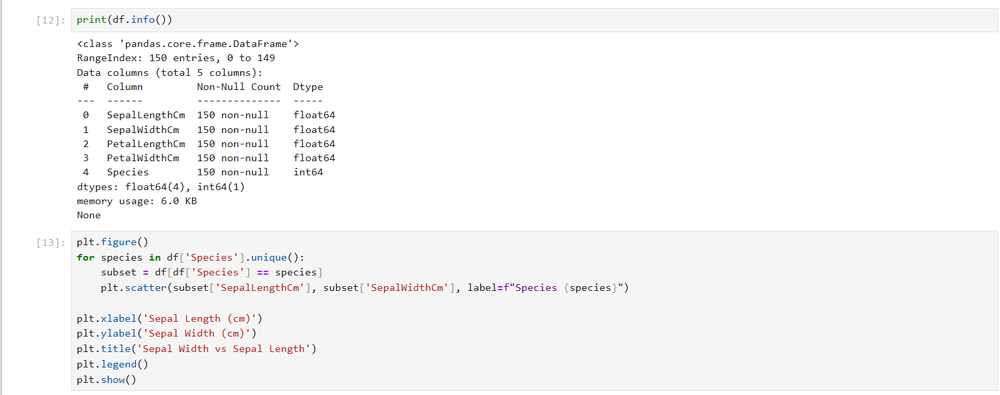 [12]: print(df.info())
<class 'pandas.core.frame.DataFrame'>
RangeIndex: 150 entries, 0 to 149
Data columns (total 5 columns):
 #   Column         Non-Null Count  Dtype
---  ------         --------------  -----
 0   SepalLengthCm  150 non-null    float64
 1   SepalWidthCm   150 non-null    float64
 2   PetalLengthCm  150 non-null    float64
 3   PetalWidthCm   150 non-null    float64
 4   Species        150 non-null    int64
dtypes: float64(4), int64(1)
memory usage: 6.0 KB
None
[13]: plt.figure()
for species in df['Species'].unique():
    subset = df[df['Species'] == species]
    plt.scatter(subset['SepalLengthCm'], subset['SepalWidthCm'], label=f"Species {species}")
plt.xlabel('Sepal Length (cm)')
plt.ylabel('Sepal Width (cm)')
plt.title('Sepal Width vs Sepal Length')
plt.legend()
plt.show()